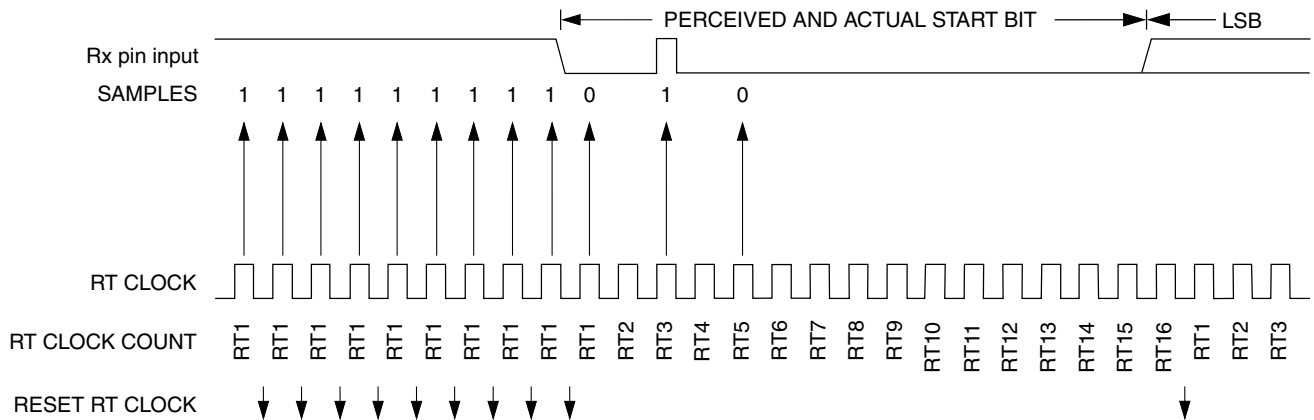 PERCEIVED AND ACTUAL START BIT LSB
Rx pin input
SAMPLES 1 1 1 1 1 1 1 1 1 0 1 0
RT CLOCK
RT CLOCK COUNT RT1 RT1 RT1 RT1 RT1 RT1 RT1 RT1 RT1 RT1 RT2 RT3 RT4 RT5 RT6 RT7 RT8 RT9 RT10 RT11 RT12 RT13 RT14 RT15 RT16 RT1 RT2 RT3
RESET RT CLOCK